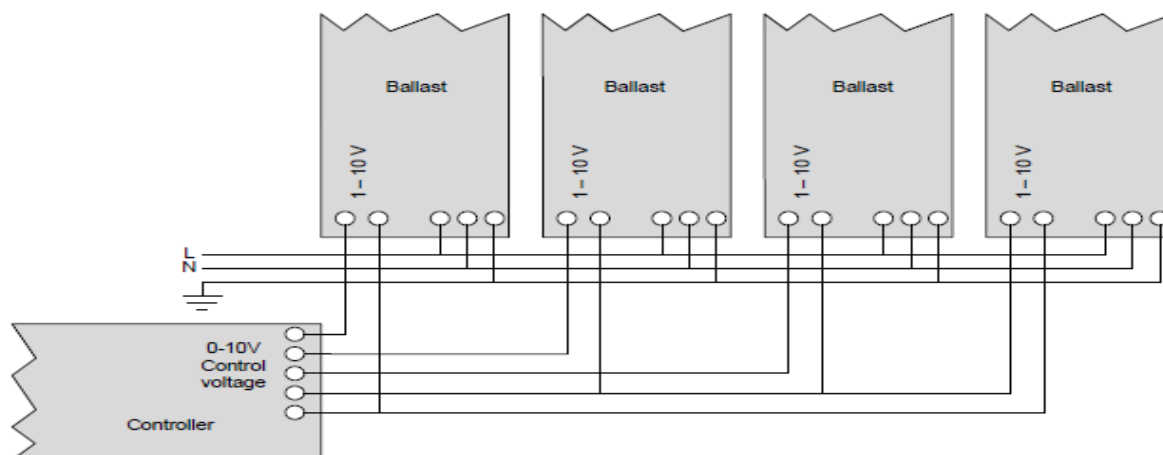 Ballast
Ballast
Ballast
Ballast
1 – 10 V
1 – 10 V
1 – 10 V
1 – 10 V
L
N
0-10V
Control
voltage
Controller